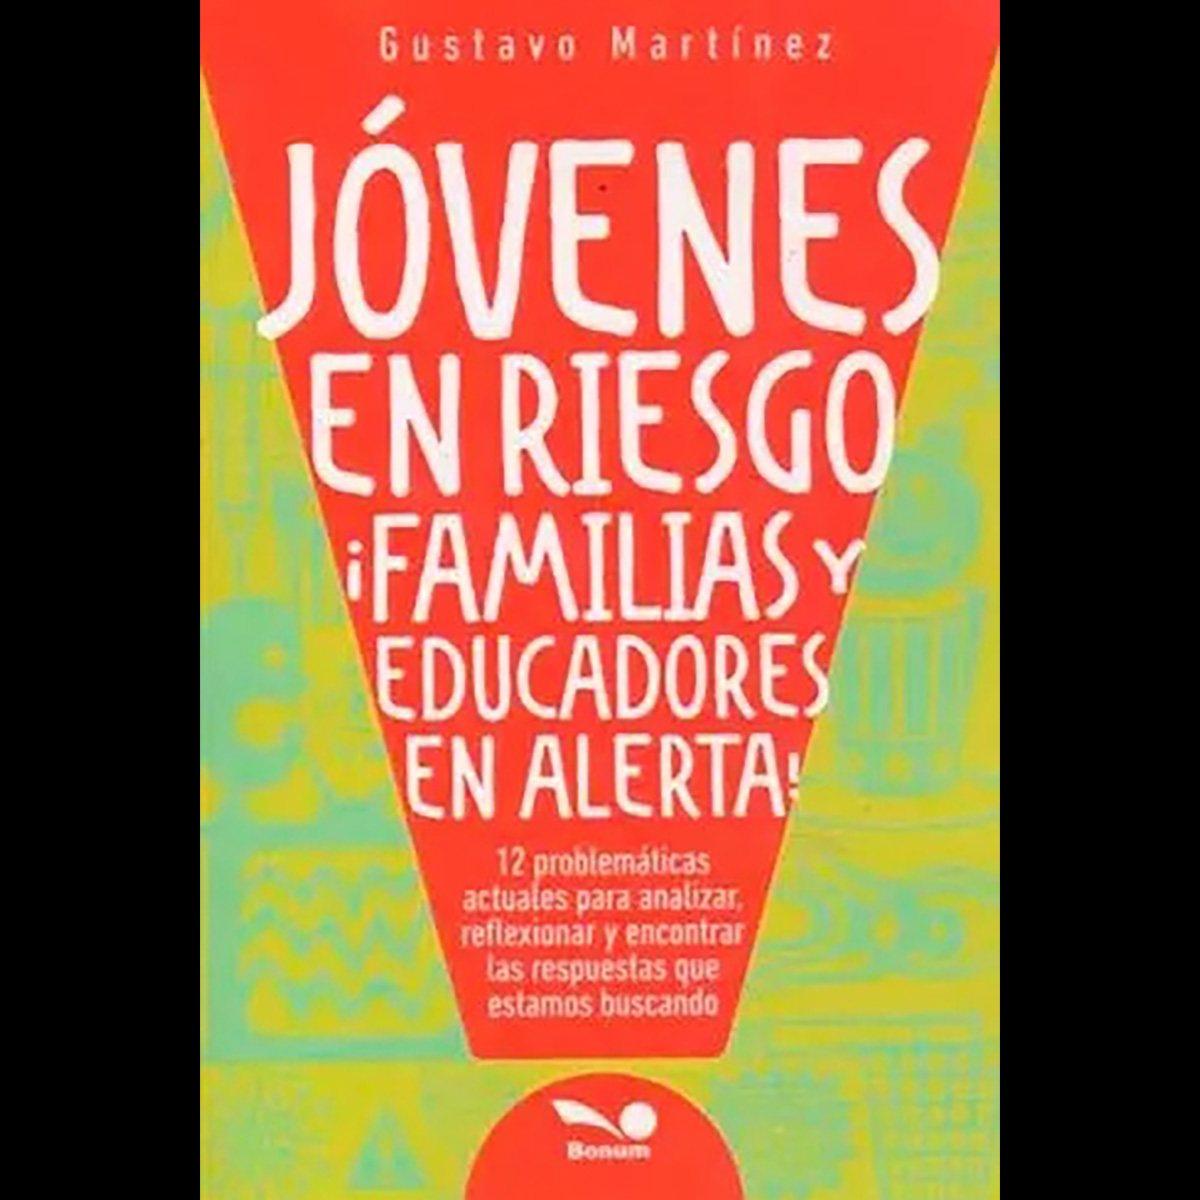 Gustavo Martínez
JÓVENES
EN RIESGO
¡FAMILIAS Y
EDUCADORES
EN ALERTA!
12 problemáticas
actuales para analizar,
reflexionar y encontrar
las respuestas que
estamos buscando
Bonum